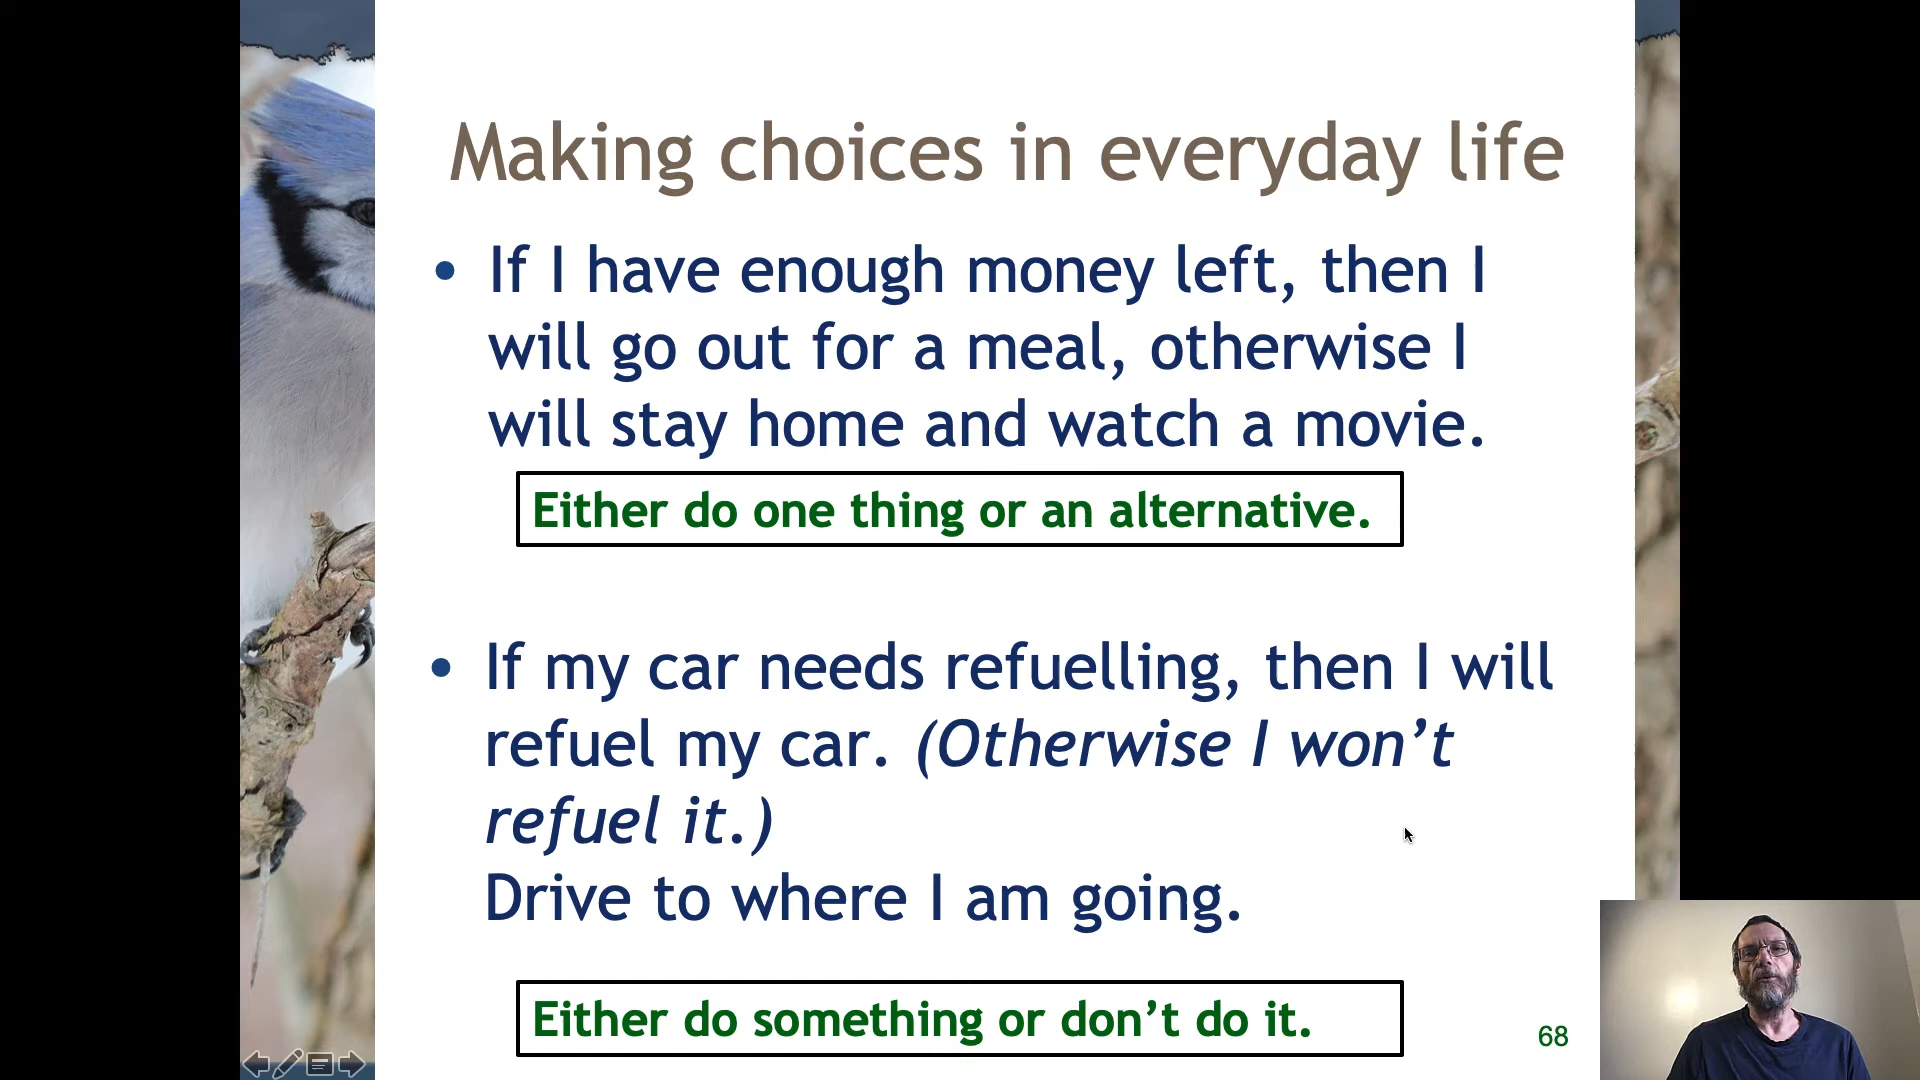 Making choices in everyday life
• If I have enough money left, then I
will go out for a meal, otherwise I
will stay home and watch a movie.
Either do one thing or an alternative.
• If my car needs refuelling, then I will
refuel my car. (Otherwise I won’t
refuel it.)
Drive to where I am going.
Either do something or don’t do it.
68